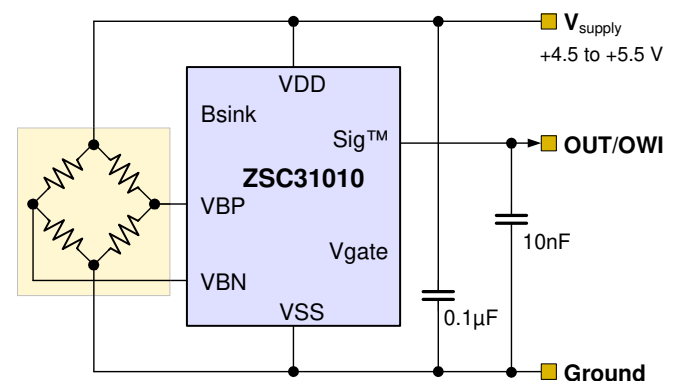 Vsupply
+4.5 to +5.5 V
VDD
Bsink
Sig™
OUT/OWI
ZSC31010
VBP
10nF
Vgate
VBN
VSS
0.1µF
Ground